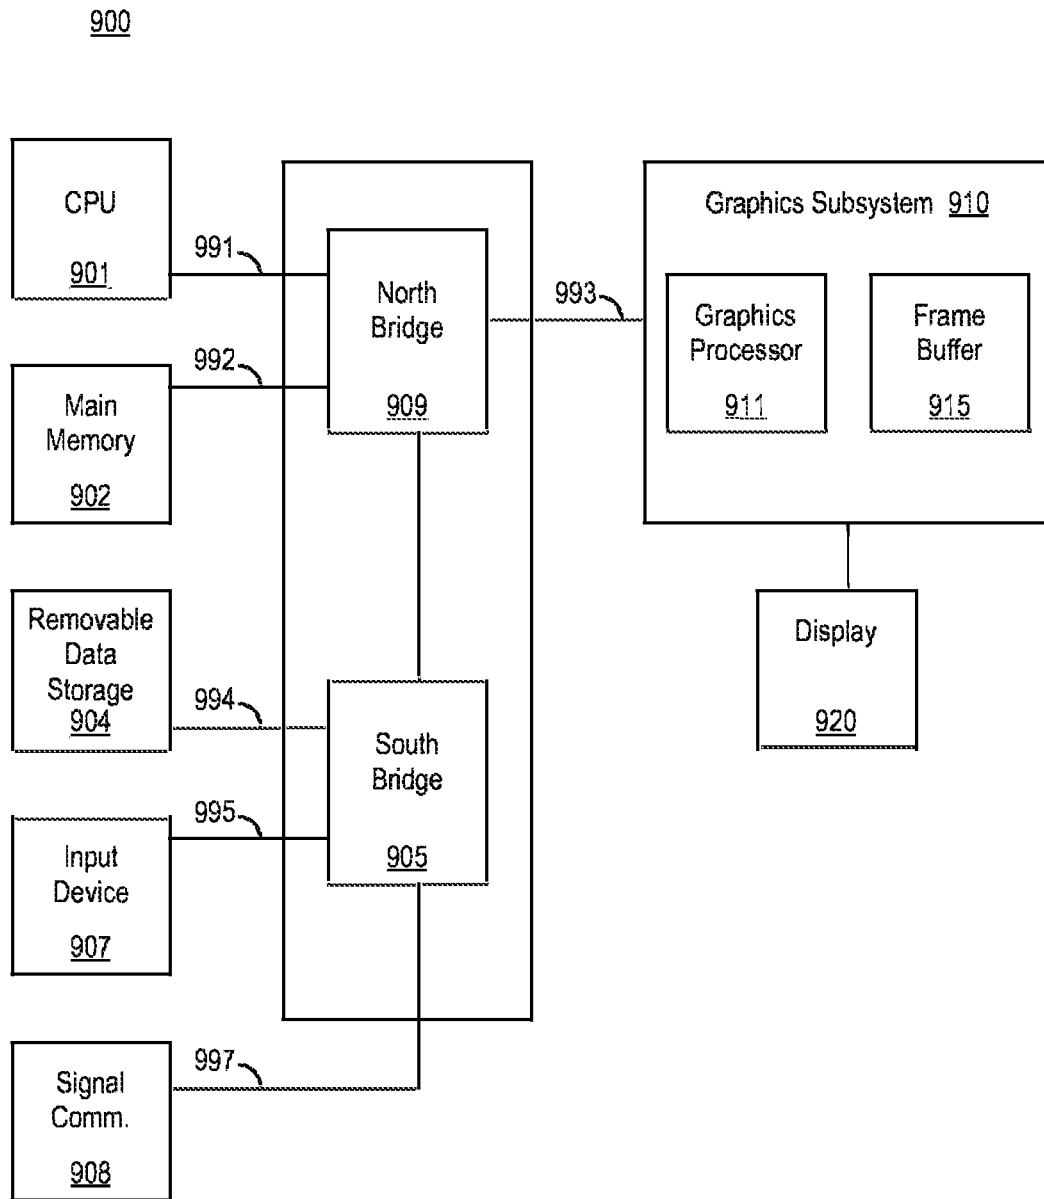 900
CPU
901
991
Main
Memory
902
992
North
Bridge
909
993
Graphics Subsystem 910
Graphics
Processor
911
Frame
Buffer
915
Removable
Data
Storage
904
994
South
Bridge
905
Display
920
Input
Device
907
995
Signal
Comm.
908
997